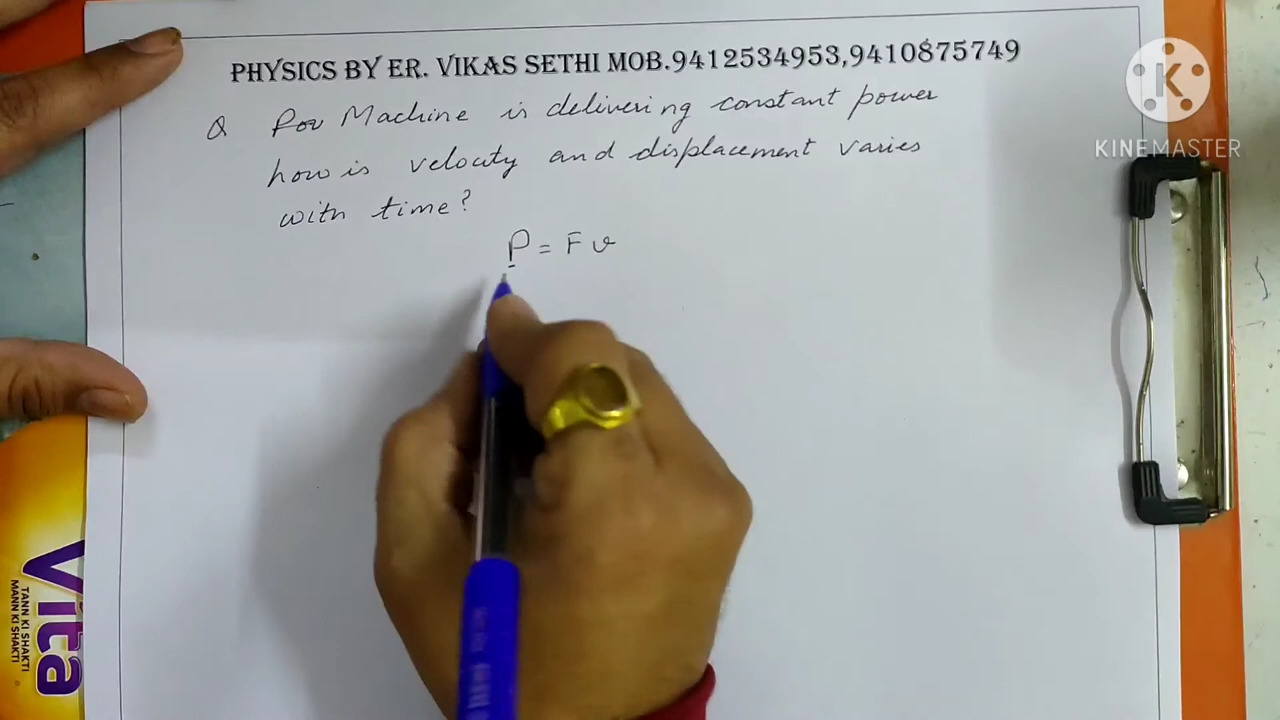 PHYSICS BY ER. VIKAS SETHI MOB.9412534953,9410875749
Q For Machine is delivering constant power
how is velocity and displacement varies
with time?
P = Fv
K
KINEMASTER
Vita
TANN KI SHAKTI
MANN KI SHAKTI